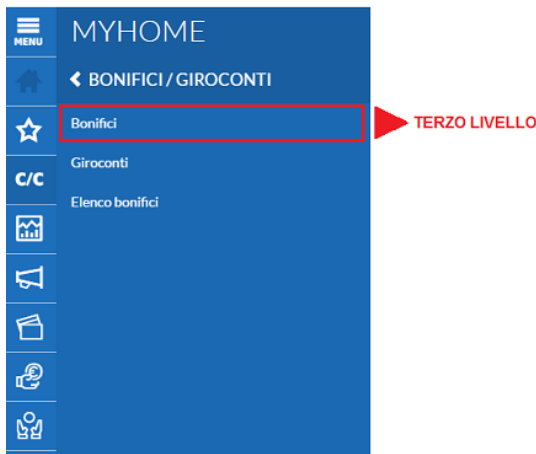 MENU
MYHOME
BONIFICI / GIROCONTI
Bonifici
TERZO LIVELLO
Giroconti
C/C
Elenco bonifici